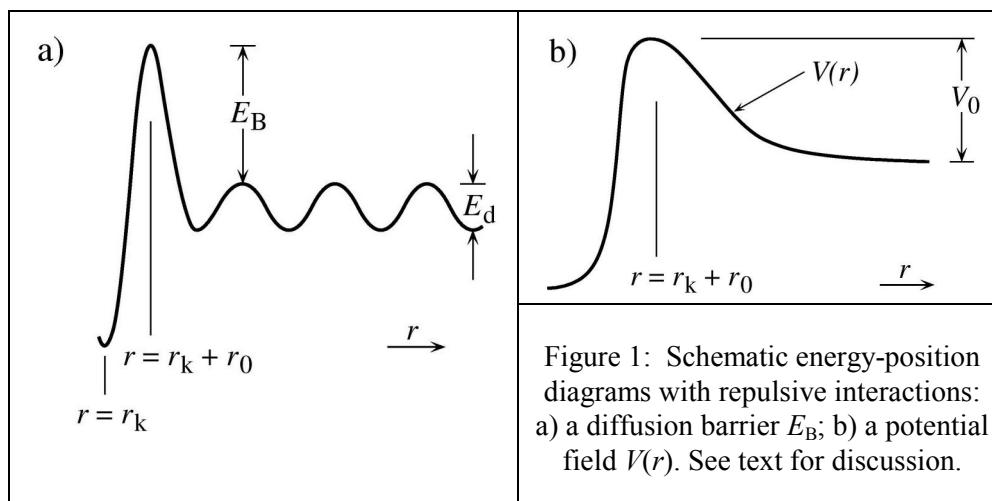 a)
E_B
E_d
r = r_k + r_0
r
r = r_k
b)
V(r)
V_0
r = r_k + r_0
r
Figure 1: Schematic energy-position
diagrams with repulsive interactions:
a) a diffusion barrier E_B; b) a potential
field V(r). See text for discussion.